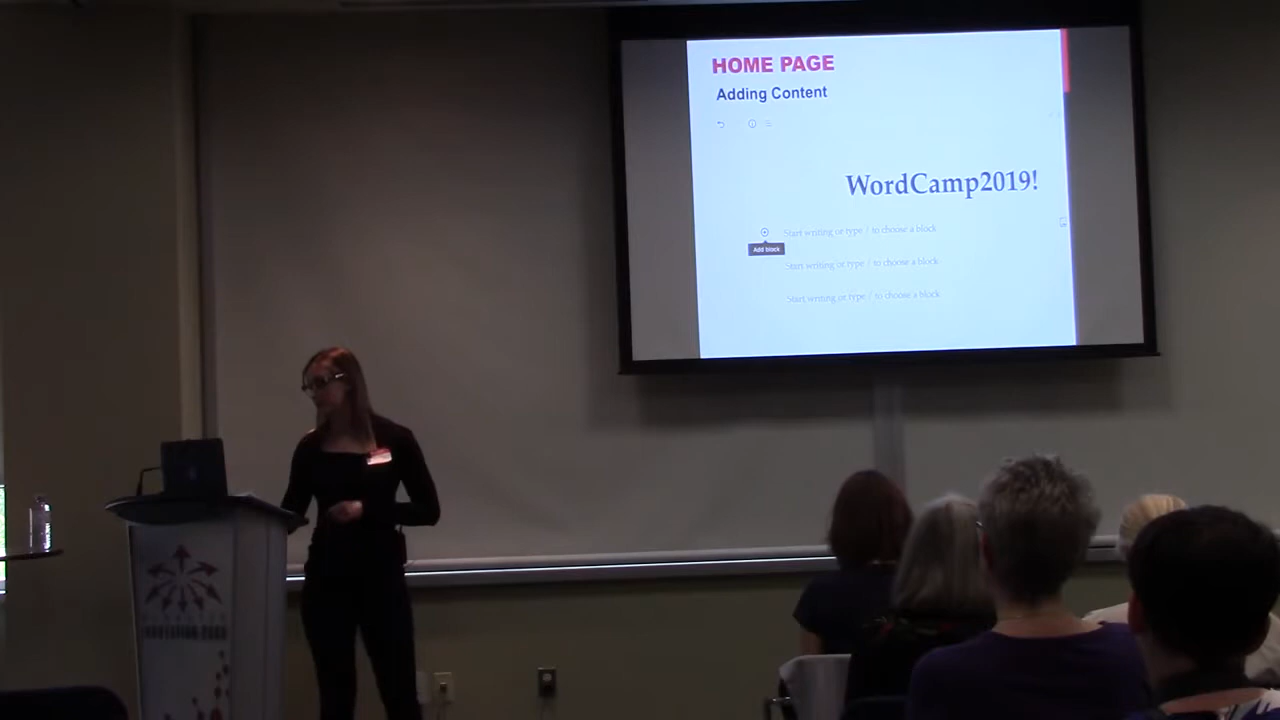 HOME PAGE
Adding Content
WordCamp2019!
Start writing or type / to choose a block
Add block
Start writing or type / to choose a block
Start writing or type / to choose a block